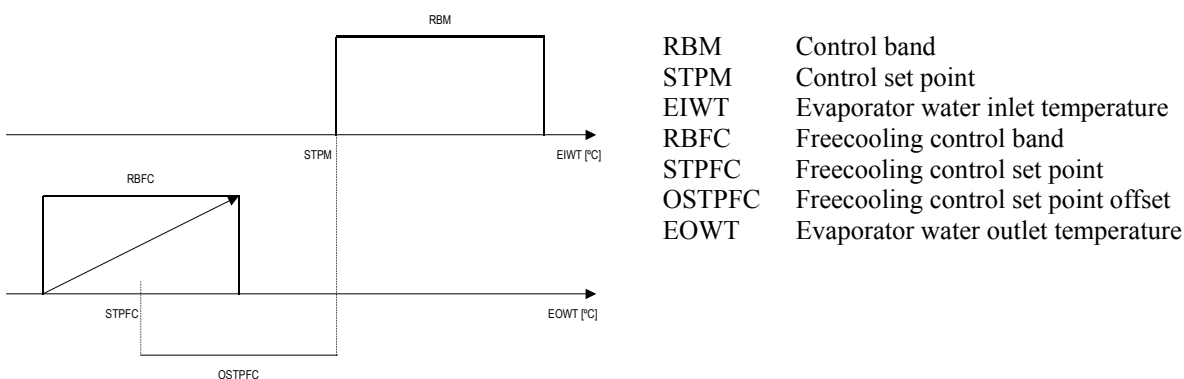 RBM
STPM
EIWT [ºC]
RBFC
STPFC
EOWT [ºC]
OSTPFC
RBM Control band
STPM Control set point
EIWT Evaporator water inlet temperature
RBFC Freecooling control band
STPFC Freecooling control set point
OSTPFC Freecooling control set point offset
EOWT Evaporator water outlet temperature